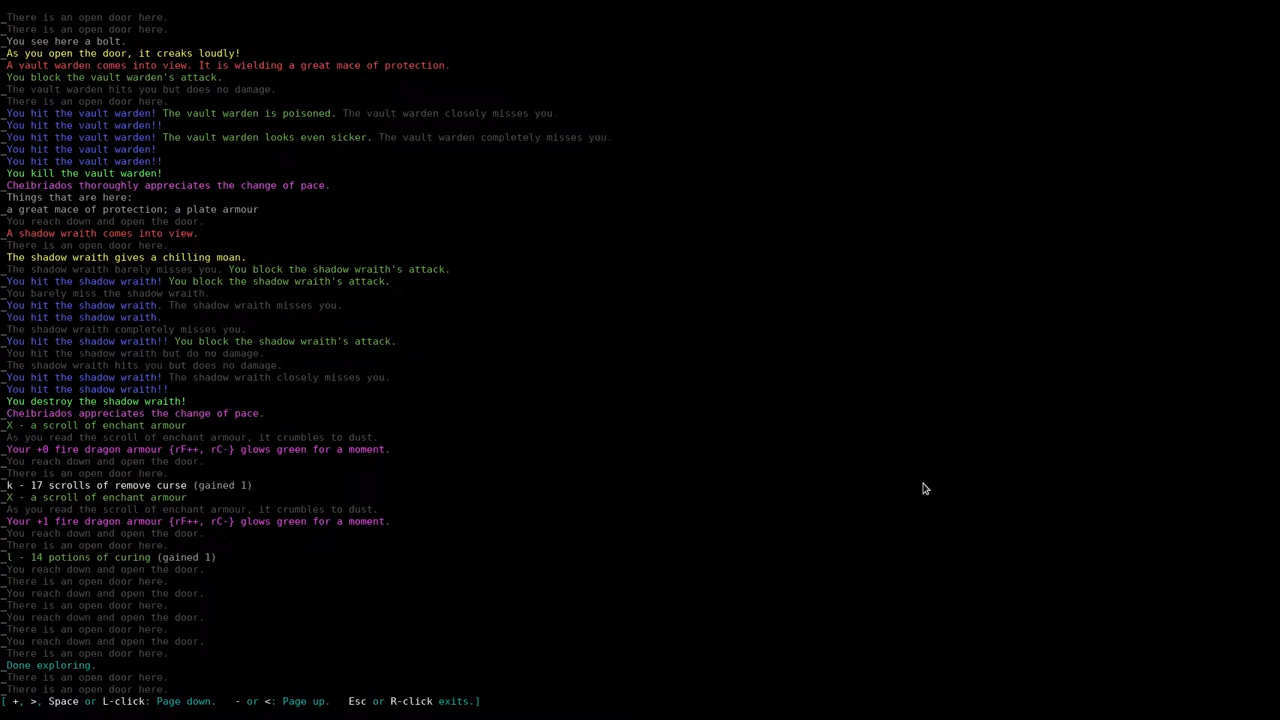 _There is an open door here.
_There is an open door here.
_You see here a bolt.
_As you open the door, it creaks loudly!
_A vault warden comes into view. It is wielding a great mace of protection.
_You block the vault warden's attack.
_The vault warden hits you but does no damage.
_There is an open door here.
_You hit the vault warden! The vault warden is poisoned. The vault warden closely misses you.
_You hit the vault warden!!
_You hit the vault warden! The vault warden looks even sicker. The vault warden completely misses you.
_You hit the vault warden!
_You hit the vault warden!!
_You kill the vault warden!
_Cheibriados thoroughly appreciates the change of pace.
Things that are here:
_a great mace of protection; a plate armour
_You reach down and open the door.
_A shadow wraith comes into view.
_There is an open door here.
_The shadow wraith gives a chilling moan.
_The shadow wraith barely misses you. You block the shadow wraith's attack.
_You hit the shadow wraith! You block the shadow wraith's attack.
_You barely miss the shadow wraith.
_You hit the shadow wraith. The shadow wraith misses you.
_You hit the shadow wraith.
_The shadow wraith completely misses you.
_You hit the shadow wraith!! You block the shadow wraith's attack.
_You hit the shadow wraith but do no damage.
_The shadow wraith hits you but does no damage.
_You hit the shadow wraith! The shadow wraith closely misses you.
_You hit the shadow wraith!!
_You destroy the shadow wraith!
_Cheibriados appreciates the change of pace.
_X - a scroll of enchant armour
_As you read the scroll of enchant armour, it crumbles to dust.
_Your +0 fire dragon armour {rF++, rC-} glows green for a moment.
_You reach down and open the door.
_There is an open door here.
_k - 17 scrolls of remove curse (gained 1)
_X - a scroll of enchant armour
_As you read the scroll of enchant armour, it crumbles to dust.
_Your +1 fire dragon armour {rF++, rC-} glows green for a moment.
_You reach down and open the door.
_There is an open door here.
_l - 14 potions of curing (gained 1)
_You reach down and open the door.
_There is an open door here.
_You reach down and open the door.
_There is an open door here.
_You reach down and open the door.
_There is an open door here.
_You reach down and open the door.
_There is an open door here.
_Done exploring.
_There is an open door here.
_There is an open door here.
[ +, >, Space or L-click: Page down.   - or <: Page up.   Esc or R-click exits.]